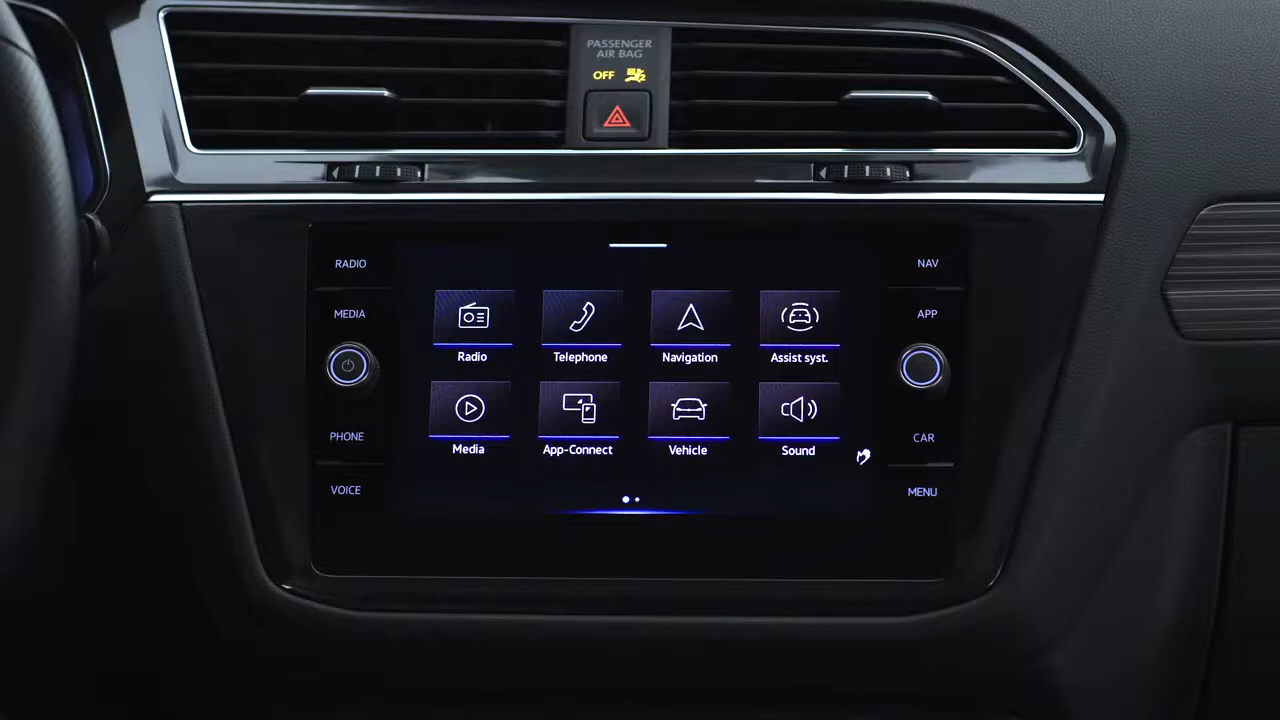 PASSENGER
AIR BAG
OFF
RADIO
NAV
MEDIA
APP
Radio
Telephone
Navigation
Assist syst.
PHONE
CAR
Media
App-Connect
Vehicle
Sound
VOICE
MENU